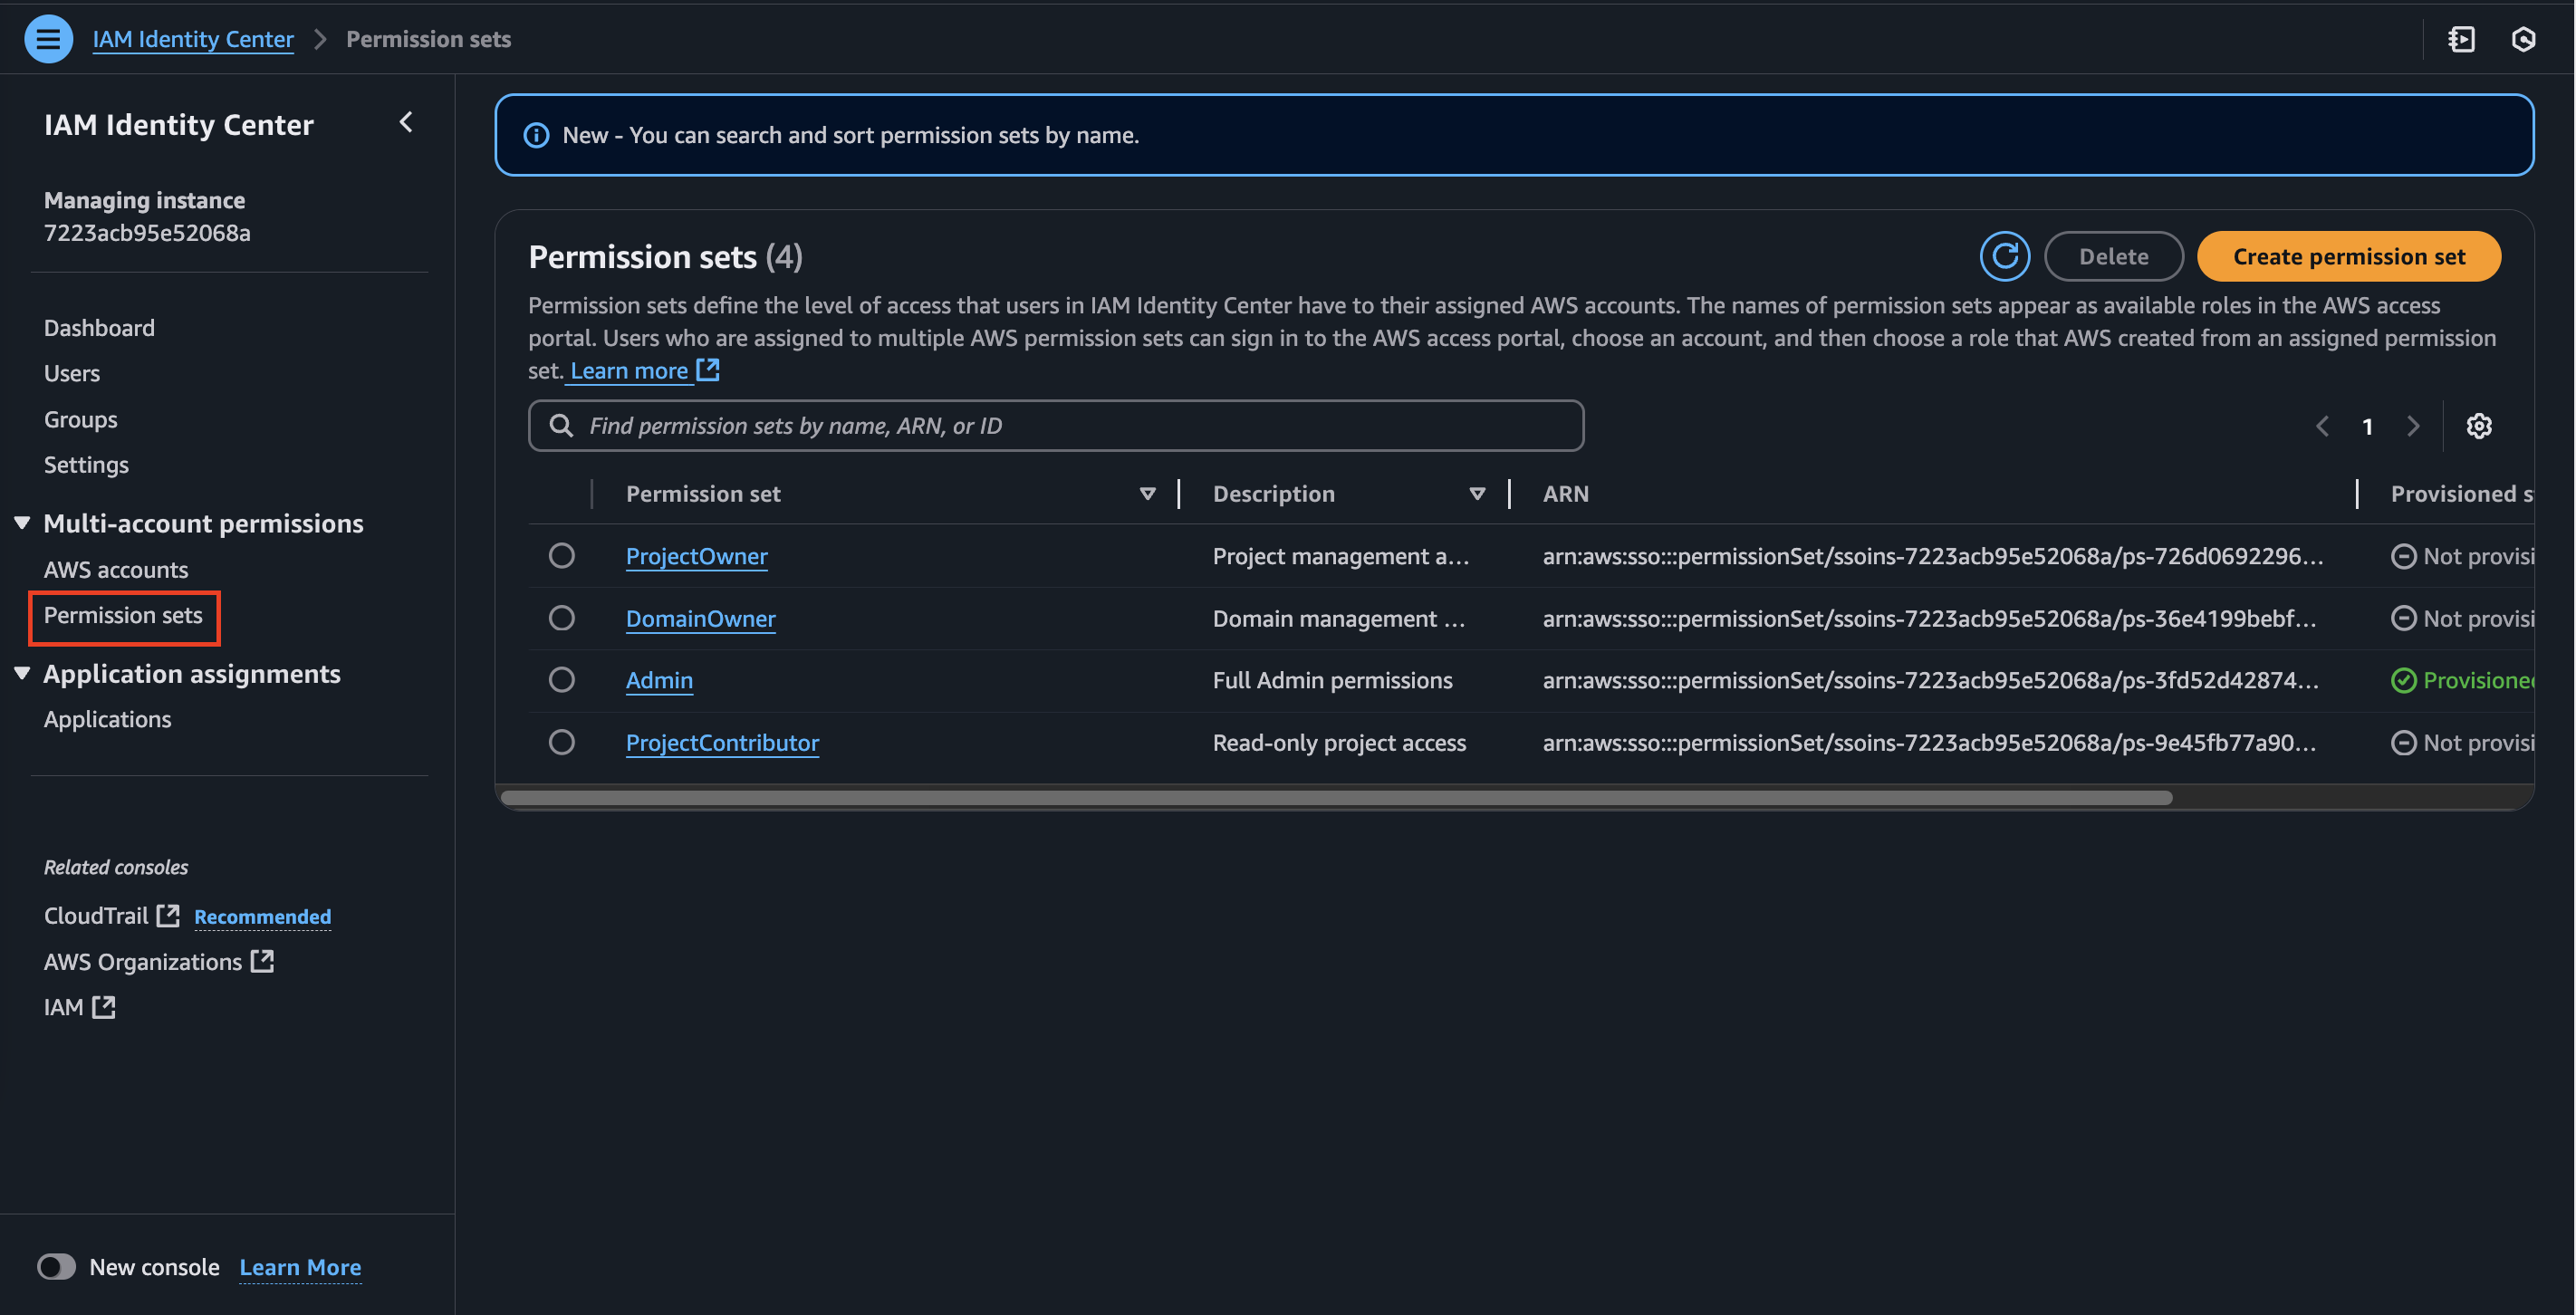 IAM Identity Center > Permission sets
IAM Identity Center
Managing instance
7223acb95e52068a
Dashboard
Users
Groups
Settings
Multi-account permissions
AWS accounts
Permission sets
Application assignments
Applications
Related consoles
CloudTrail Recommended
AWS Organizations
IAM
New console Learn More
New - You can search and sort permission sets by name.
Permission sets (4)
Delete
Create permission set
Permission sets define the level of access that users in IAM Identity Center have to their assigned AWS accounts. The names of permission sets appear as available roles in the AWS access
portal. Users who are assigned to multiple AWS permission sets can sign in to the AWS access portal, choose an account, and then choose a role that AWS created from an assigned permission
set. Learn more
Find permission sets by name, ARN, or ID
1
Permission set Description ARN Provisioned s
ProjectOwner Project management a... arn:aws:sso:::permissionSet/ssoins-7223acb95e52068a/ps-726d0692296... Not provisi
DomainOwner Domain management ... arn:aws:sso:::permissionSet/ssoins-7223acb95e52068a/ps-36e4199bebf... Not provisi
Admin Full Admin permissions arn:aws:sso:::permissionSet/ssoins-7223acb95e52068a/ps-3fd52d42874... Provisioned
ProjectContributor Read-only project access arn:aws:sso:::permissionSet/ssoins-7223acb95e52068a/ps-9e45fb77a90... Not provisi